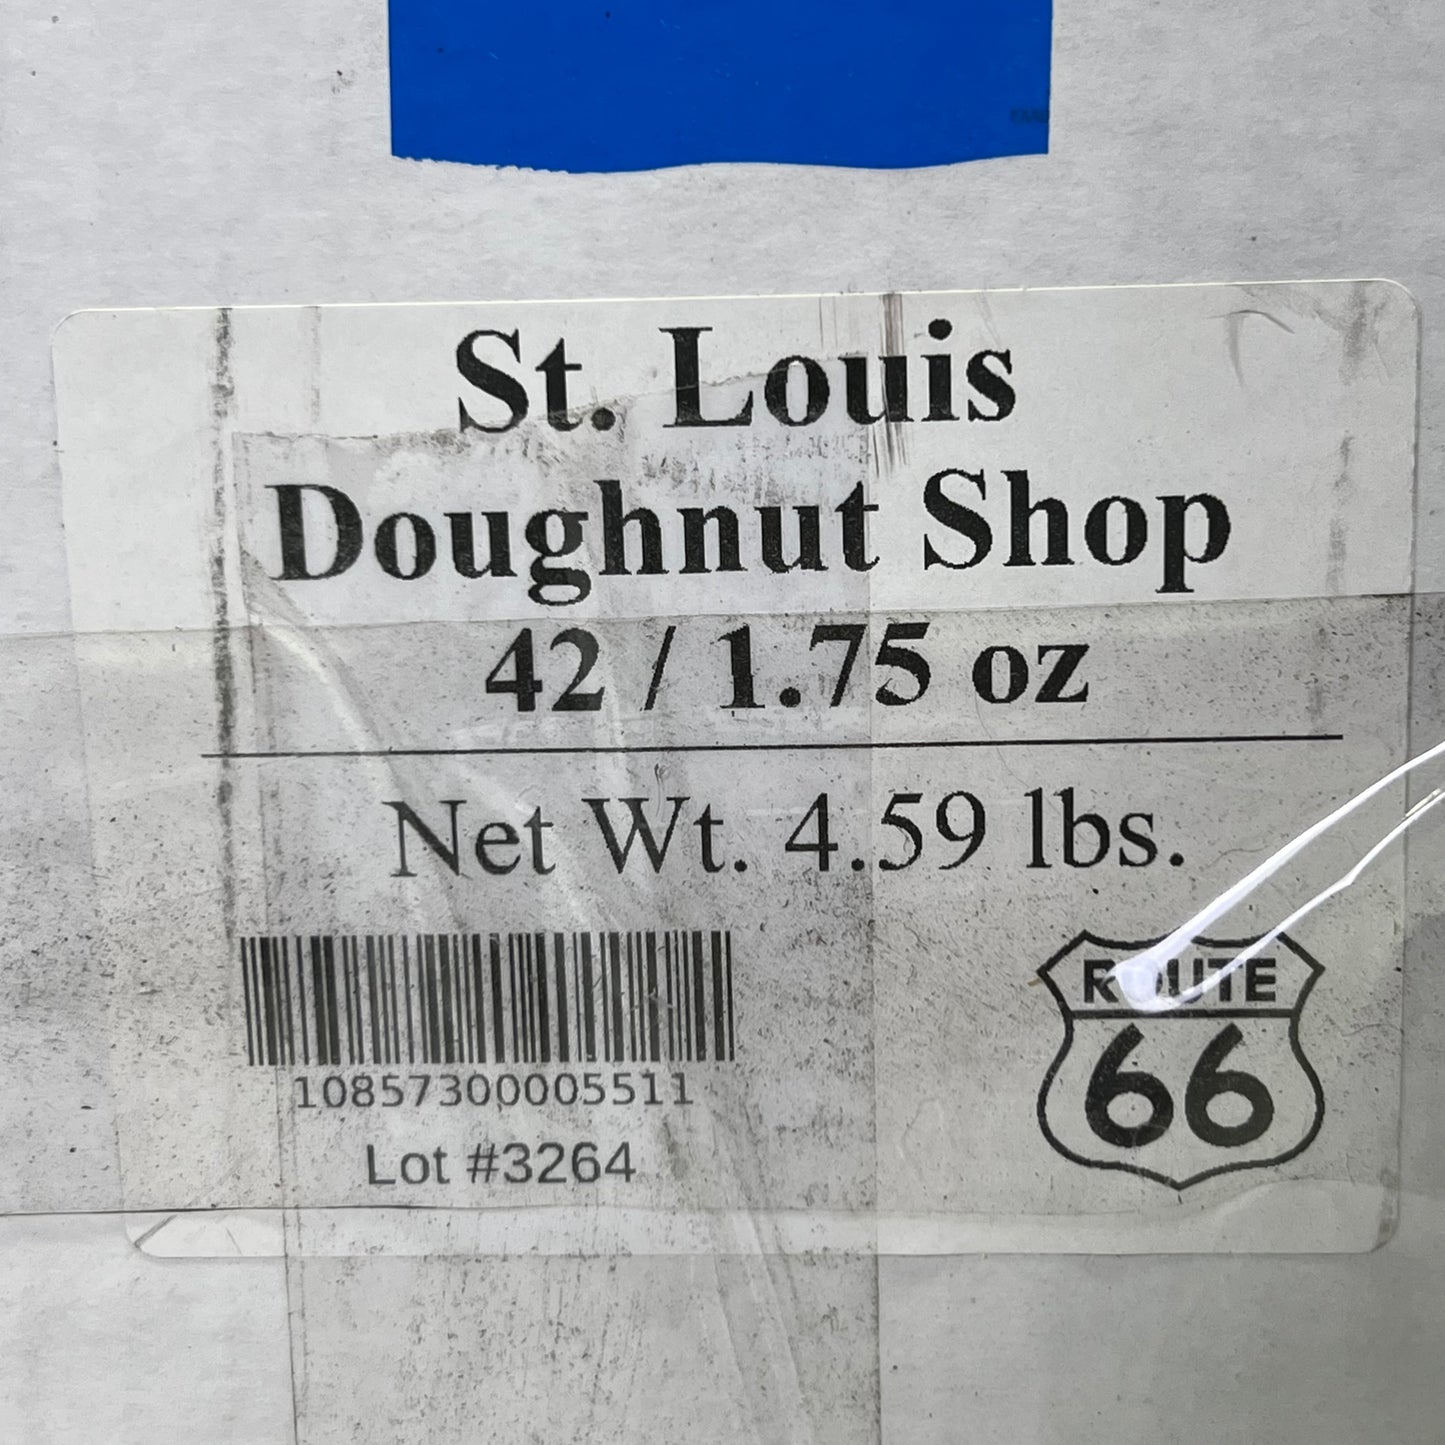 St. Louis
Doughnut Shop
42 / 1.75 oz
Net Wt. 4.59 lbs.
10857300005511
Lot #3264
ROUTE
66